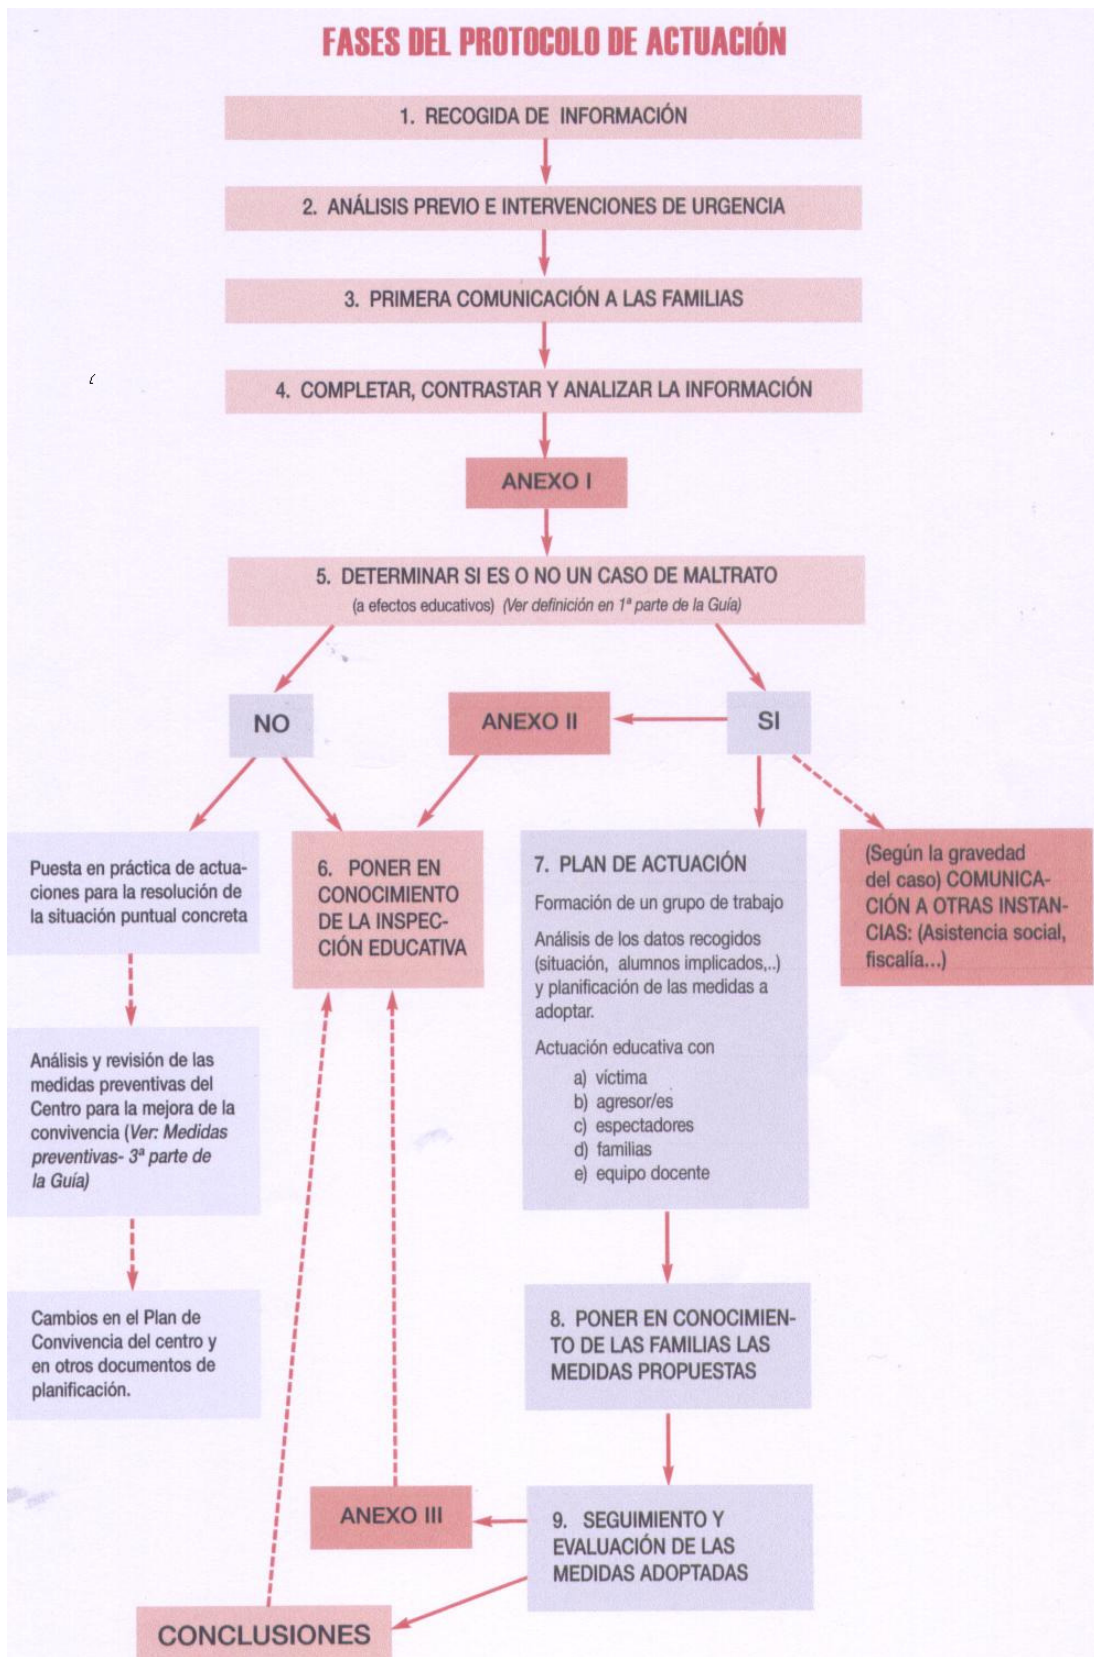 FASES DEL PROTOCOLO DE ACTUACIÓN
1. RECOGIDA DE INFORMACIÓN
2. ANÁLISIS PREVIO E INTERVENCIONES DE URGENCIA
3. PRIMERA COMUNICACIÓN A LAS FAMILIAS
4. COMPLETAR, CONTRASTAR Y ANALIZAR LA INFORMACIÓN
ANEXO I
5. DETERMINAR SI ES O NO UN CASO DE MALTRATO
(a efectos educativos) (Ver definición en 1ª parte de la Guía)
NO
ANEXO II
SI
Puesta en práctica de actua-
ciones para la resolución de
la situación puntual concreta
6. PONER EN
CONOCIMIENTO
DE LA INSPEC-
CIÓN EDUCATIVA
7. PLAN DE ACTUACIÓN
Formación de un grupo de trabajo
Análisis de los datos recogidos
(situación, alumnos implicados,..)
y planificación de las medidas a
adoptar.
Actuación educativa con
a) víctima
b) agresor/es
c) espectadores
d) familias
e) equipo docente
(Según la gravedad
del caso) COMUNICA-
CIÓN A OTRAS INSTAN-
CIAS: (Asistencia social,
fiscalía...)
Análisis y revisión de las
medidas preventivas del
Centro para la mejora de la
convivencia (Ver: Medidas
preventivas- 3ª parte de
la Guía)
Cambios en el Plan de
Convivencia del centro y
en otros documentos de
planificación.
8. PONER EN CONOCIMIEN-
TO DE LAS FAMILIAS LAS
MEDIDAS PROPUESTAS
ANEXO III
9. SEGUIMIENTO Y
EVALUACIÓN DE LAS
MEDIDAS ADOPTADAS
CONCLUSIONES